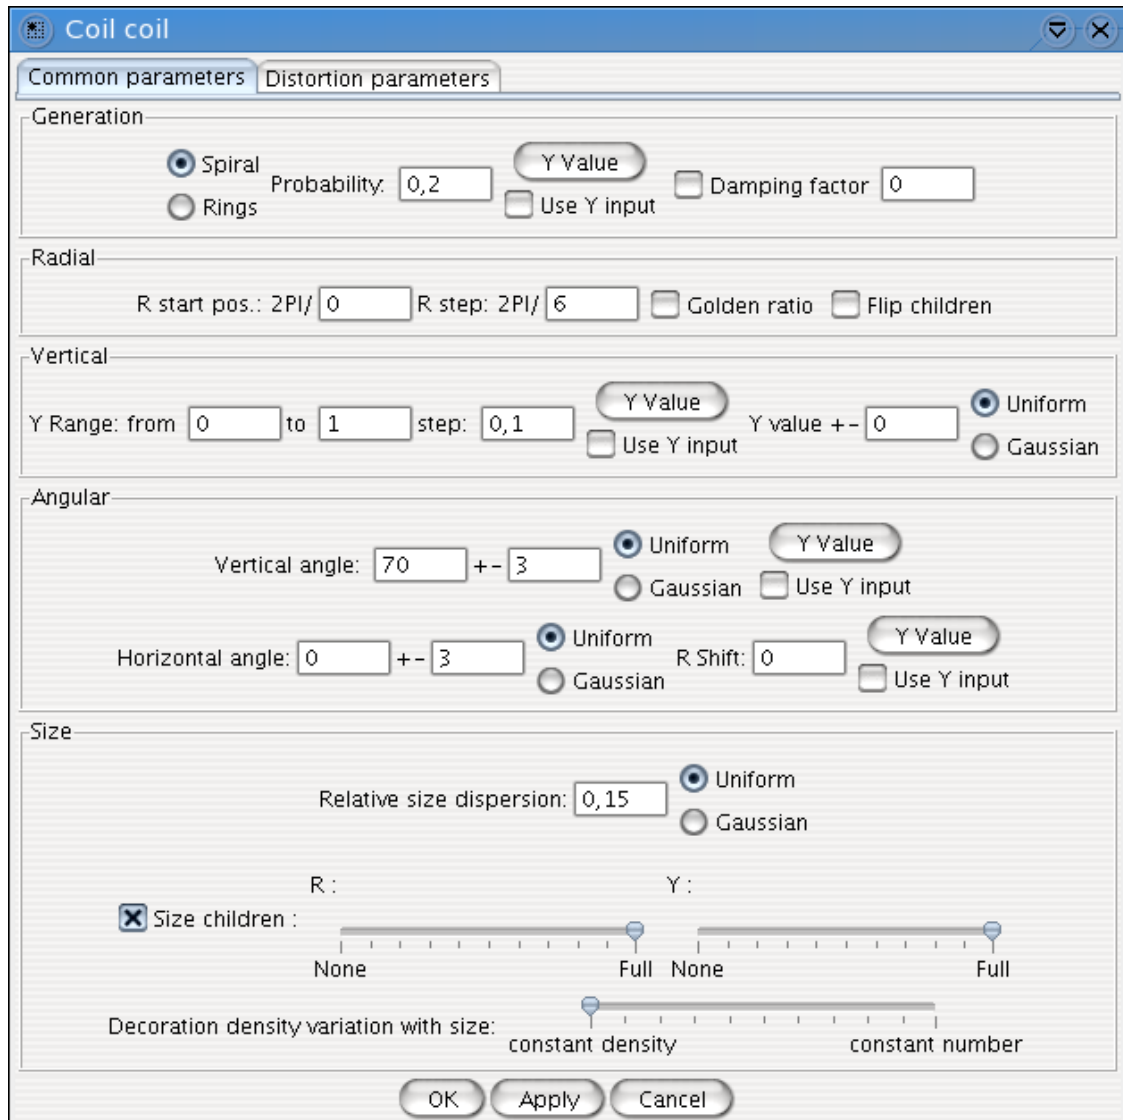 Coil coil
Common parameters Distortion parameters
Generation
Spiral
Rings
Probability: 0,2
Y Value
Use Y input
Damping factor 0
Radial
R start pos.: 2PI/ 0 R step: 2PI/ 6 Golden ratio Flip children
Vertical
Y Range: from 0 to 1 step: 0,1
Y Value
Use Y input
Y value +- 0
Uniform
Gaussian
Angular
Vertical angle: 70 +- 3
Uniform
Gaussian
Y Value
Use Y input
Horizontal angle: 0 +- 3
Uniform
Gaussian
R Shift: 0
Y Value
Use Y input
Size
Relative size dispersion: 0,15
Uniform
Gaussian
R : Y :
Size children :
None Full None Full
Decoration density variation with size:
constant density constant number
OK Apply Cancel